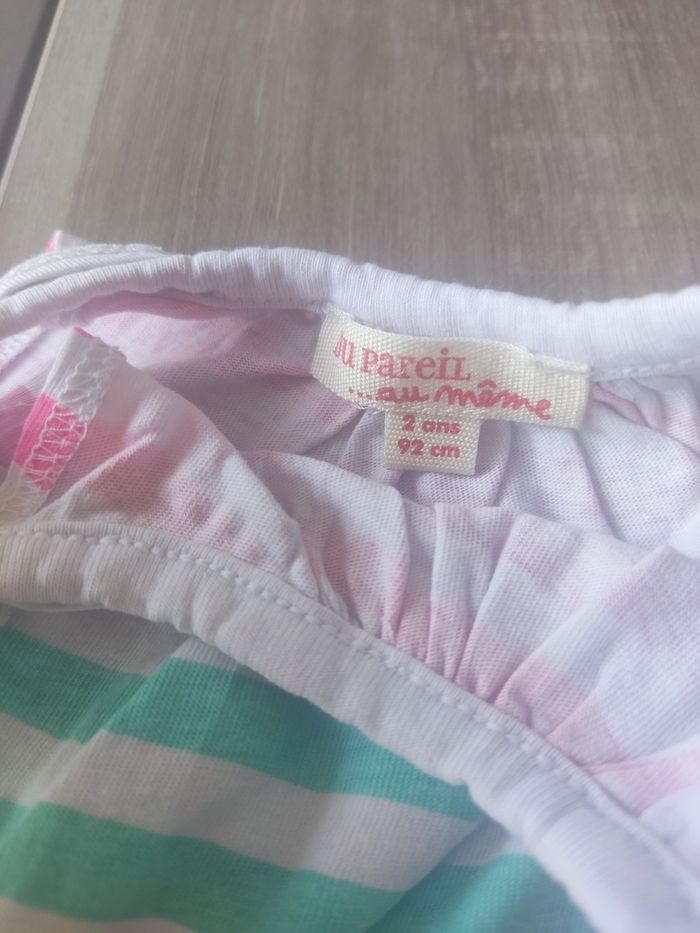 DU PareiL
...au même
2 ans
92 cm